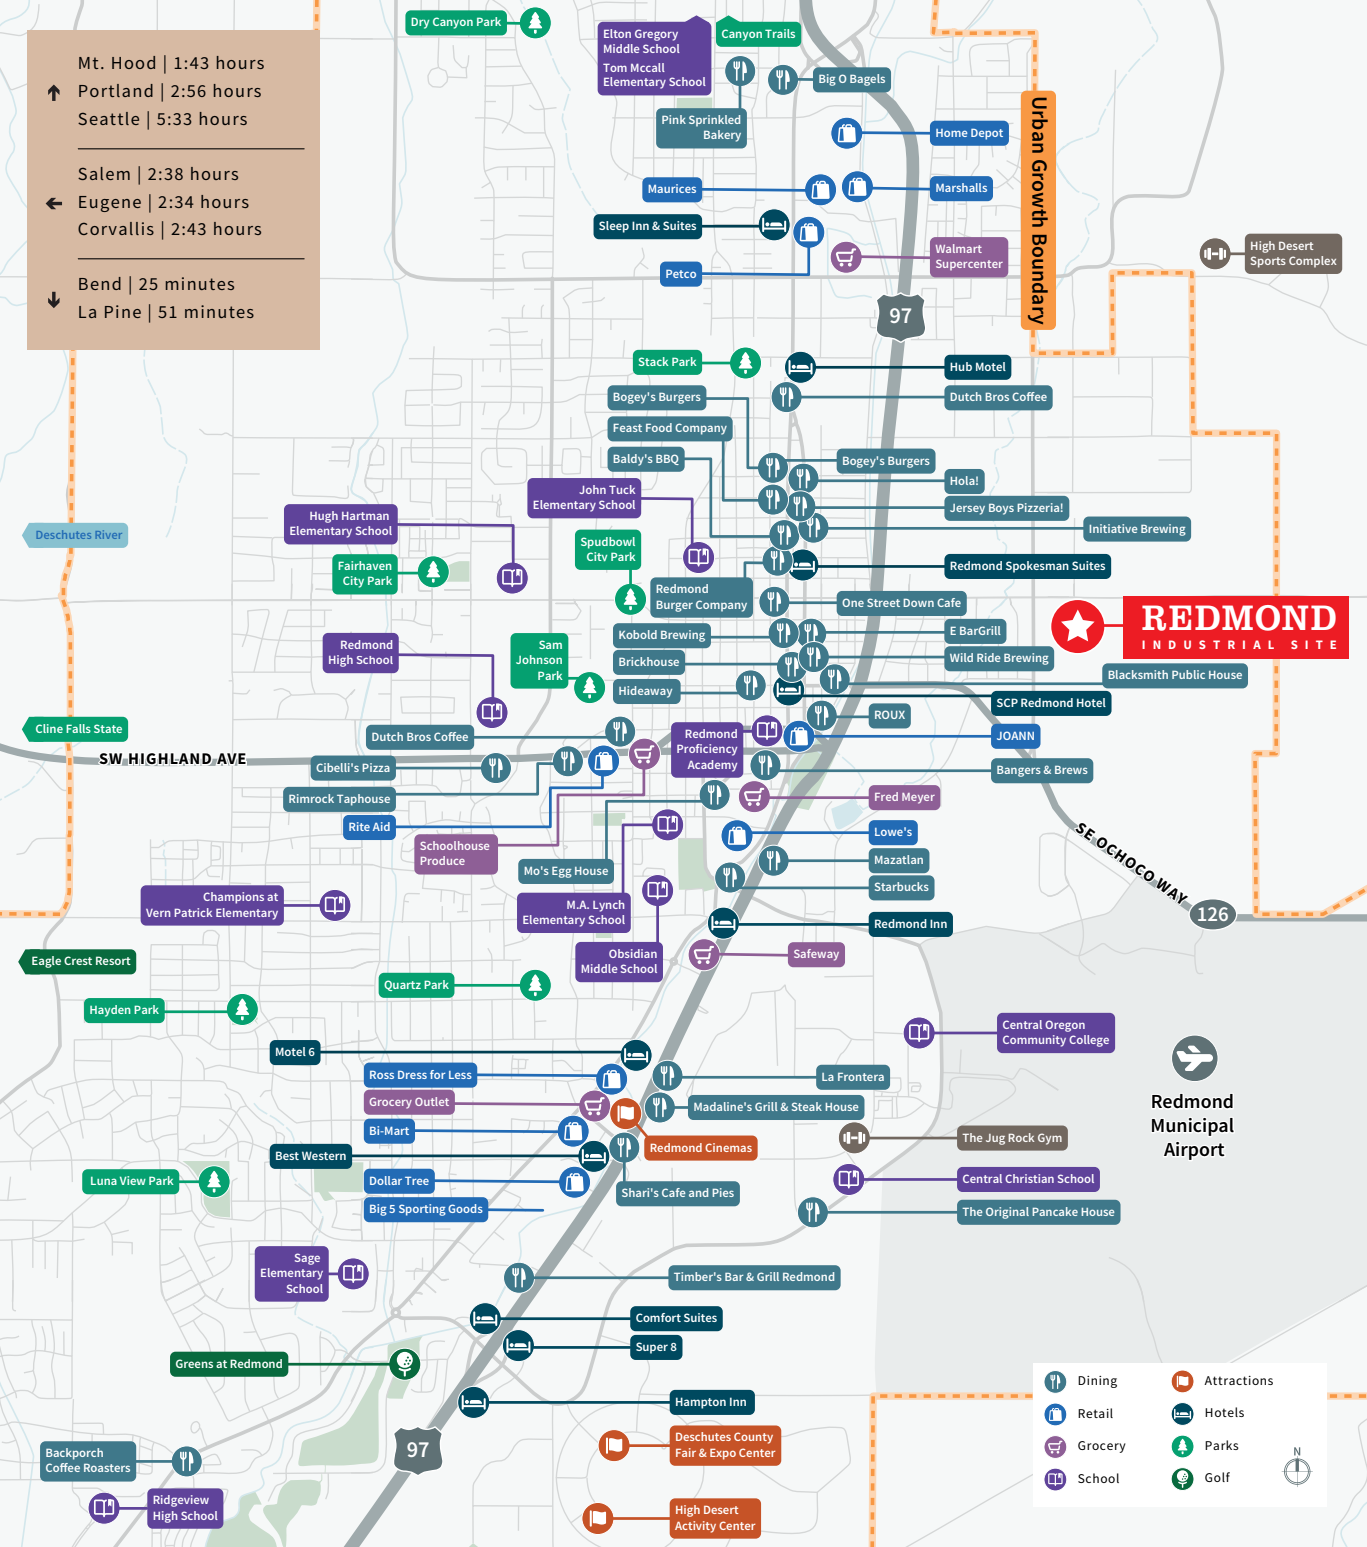 Mt. Hood | 1:43 hours
Portland | 2:56 hours
Seattle | 5:33 hours
Salem | 2:38 hours
Eugene | 2:34 hours
Corvallis | 2:43 hours
Bend | 25 minutes
La Pine | 51 minutes
Dry Canyon Park
Elton Gregory
Middle School
Tom Mccall
Elementary School
Canyon Trails
Big O Bagels
Pink Sprinkled
Bakery
Home Depot
Urban Growth Boundary
Maurices
Marshalls
Sleep Inn & Suites
Walmart
Supercenter
High Desert
Sports Complex
Petco
97
Stack Park
Hub Motel
Bogey's Burgers
Dutch Bros Coffee
Feast Food Company
Baldy's BBQ
Bogey's Burgers
Hola!
John Tuck
Elementary School
Jersey Boys Pizzeria!
Hugh Hartman
Elementary School
Initiative Brewing
Deschutes River
Spudbowl
City Park
Fairhaven
City Park
Redmond Spokesman Suites
Redmond
Burger Company
One Street Down Cafe
REDMOND
INDUSTRIAL SITE
Kobold Brewing
E BarGrill
Redmond
High School
Sam
Johnson
Park
Brickhouse
Wild Ride Brewing
Blacksmith Public House
Hideaway
SCP Redmond Hotel
ROUX
Cline Falls State
Dutch Bros Coffee
Redmond
Proficiency
Academy
JOANN
SW HIGHLAND AVE
Cibelli's Pizza
Bangers & Brews
Rimrock Taphouse
Fred Meyer
Rite Aid
Lowe's
SE OCHOCO WAY
Schoolhouse
Produce
Mo's Egg House
Mazatlan
Starbucks
Champions at
Vern Patrick Elementary
M.A. Lynch
Elementary School
126
Redmond Inn
Eagle Crest Resort
Obsidian
Middle School
Safeway
Quartz Park
Hayden Park
Central Oregon
Community College
Motel 6
Ross Dress for Less
La Frontera
Redmond
Municipal
Airport
Grocery Outlet
Madaline's Grill & Steak House
Bi-Mart
The Jug Rock Gym
Redmond Cinemas
Best Western
Luna View Park
Dollar Tree
Central Christian School
Shari's Cafe and Pies
Big 5 Sporting Goods
The Original Pancake House
Sage
Elementary
School
Timber's Bar & Grill Redmond
Comfort Suites
Super 8
Greens at Redmond
Hampton Inn
97
Deschutes County
Fair & Expo Center
Backporch
Coffee Roasters
Ridgeview
High School
High Desert
Activity Center
Dining
Attractions
Retail
Hotels
Grocery
Parks
School
Golf
N